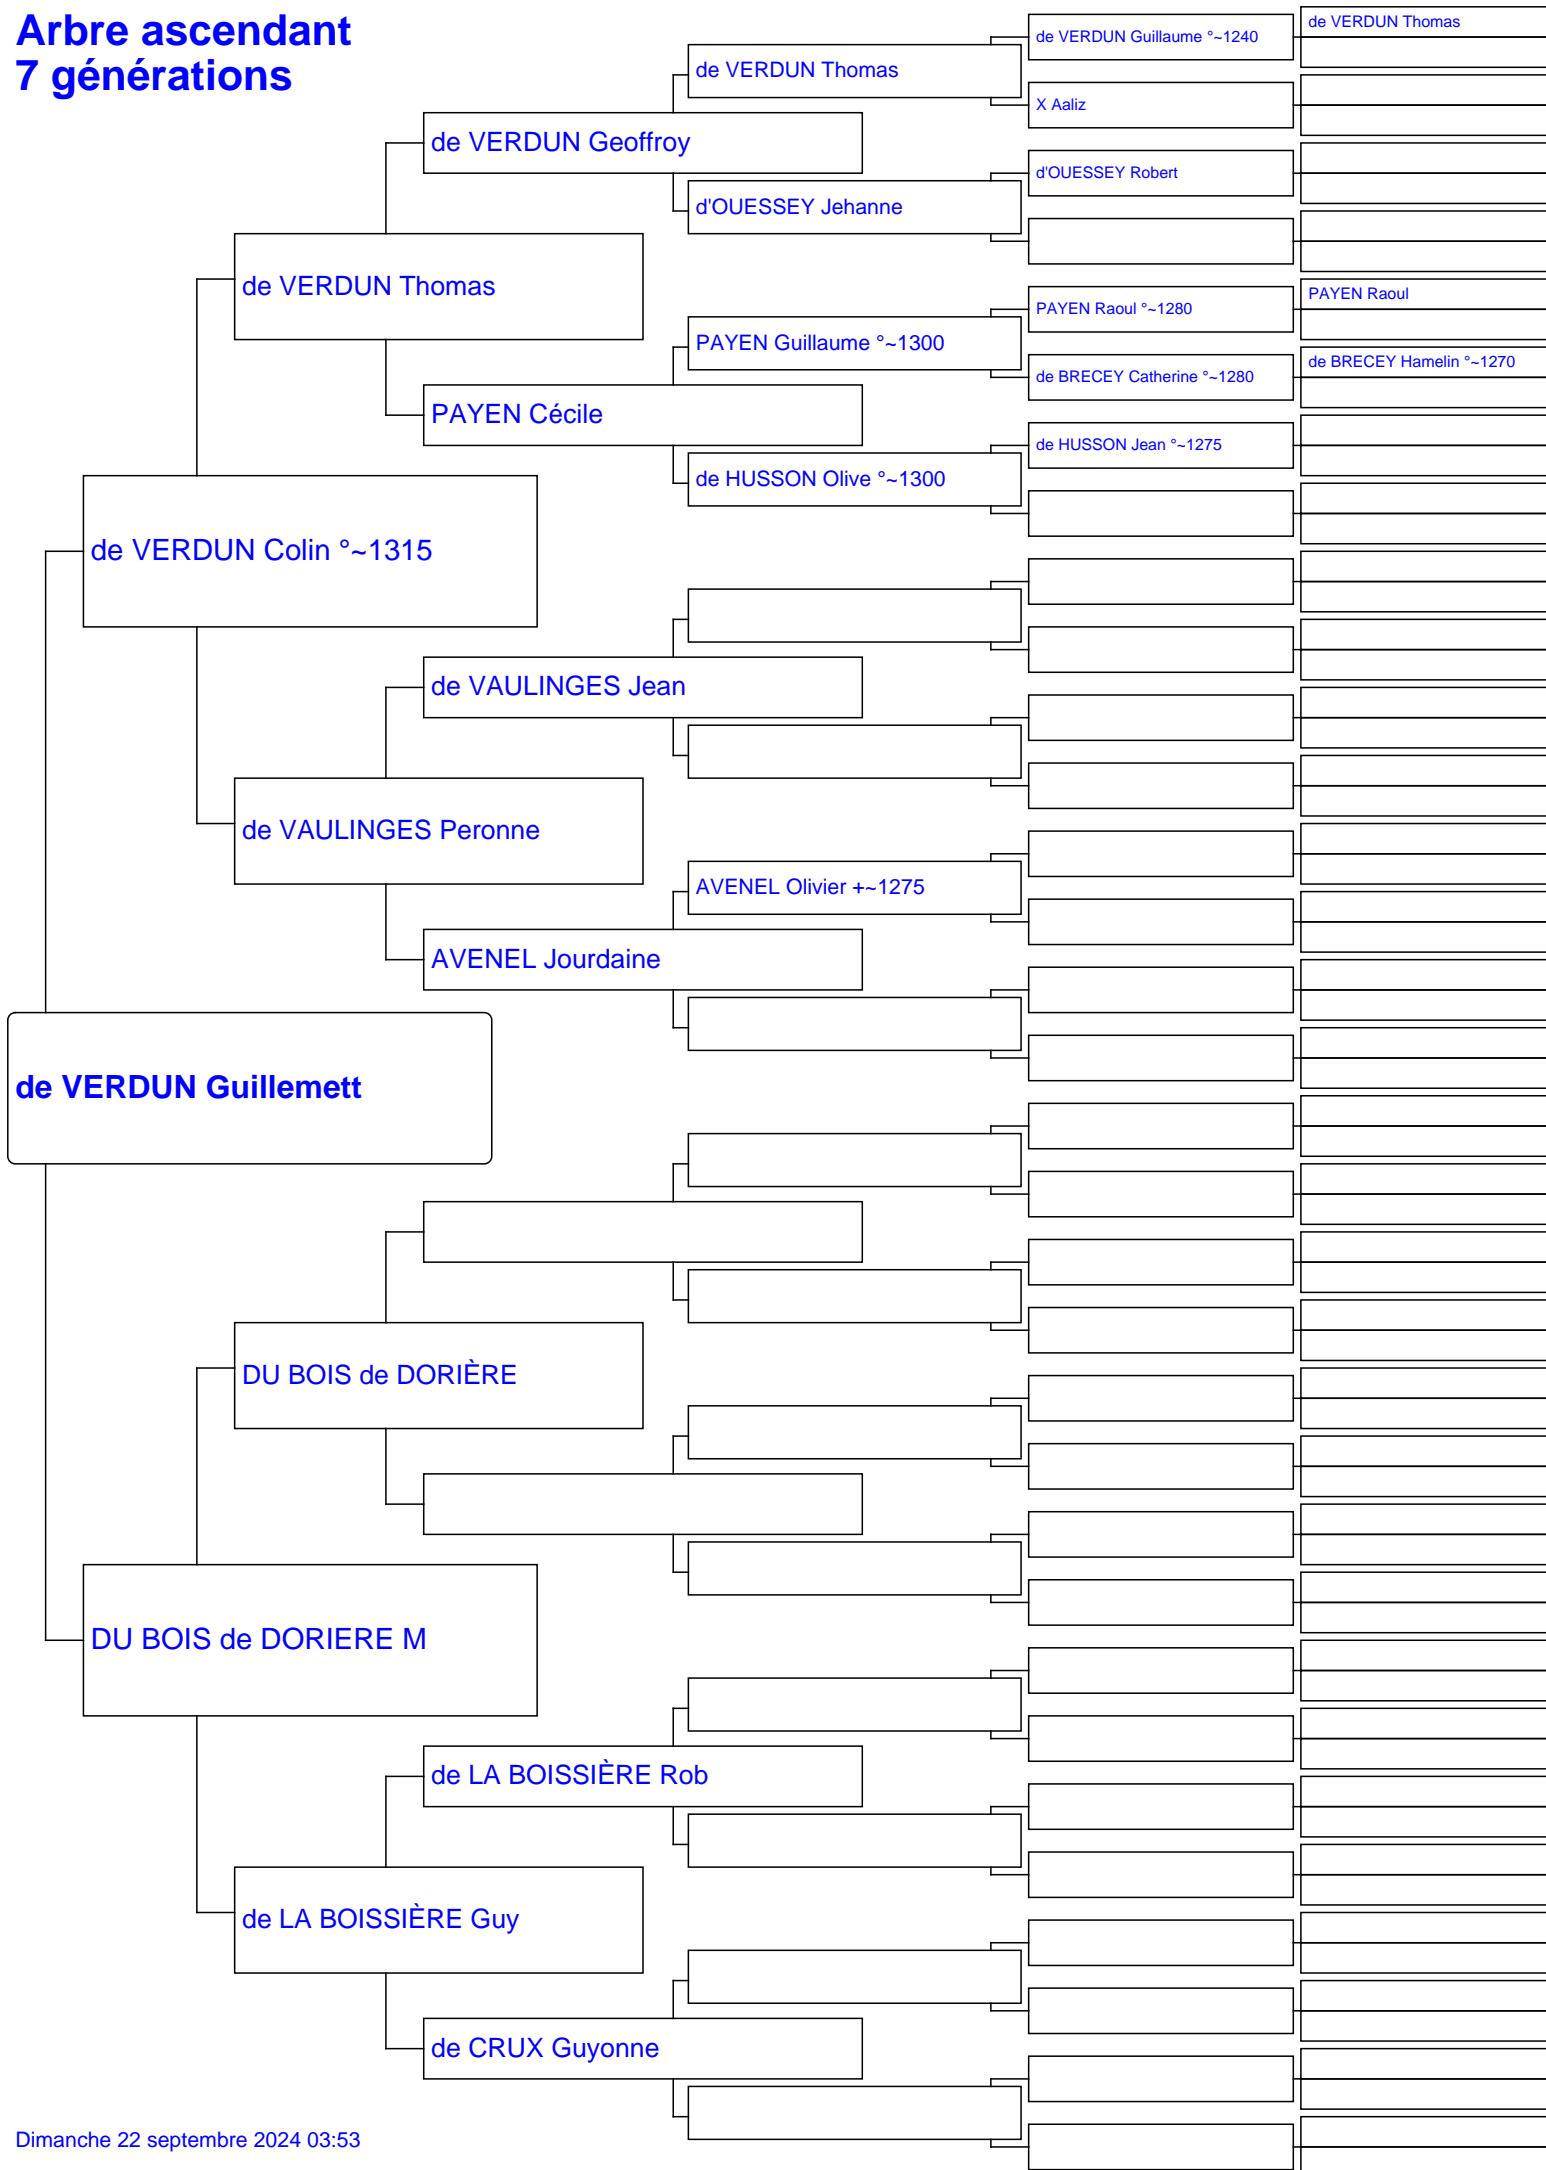 Arbre ascendant
7 générations
de VERDUN Thomas
de VERDUN Guillaume °~1240
de VERDUN Thomas
X Aaliz
de VERDUN Geoffroy
d'OUESSEY Robert
d'OUESSEY Jehanne
de VERDUN Thomas
PAYEN Raoul
PAYEN Raoul °~1280
PAYEN Guillaume °~1300
de BRECEY Hamelin °~1270
de BRECEY Catherine °~1280
PAYEN Cécile
de HUSSON Jean °~1275
de HUSSON Olive °~1300
de VERDUN Colin °~1315
de VAULINGES Jean
de VAULINGES Peronne
AVENEL Olivier +~1275
AVENEL Jourdaine
de VERDUN Guillemett
DU BOIS de DORIÈRE
DU BOIS de DORIERE M
de LA BOISSIÈRE Rob
de LA BOISSIÈRE Guy
de CRUX Guyonne
Dimanche 22 septembre 2024 03:53